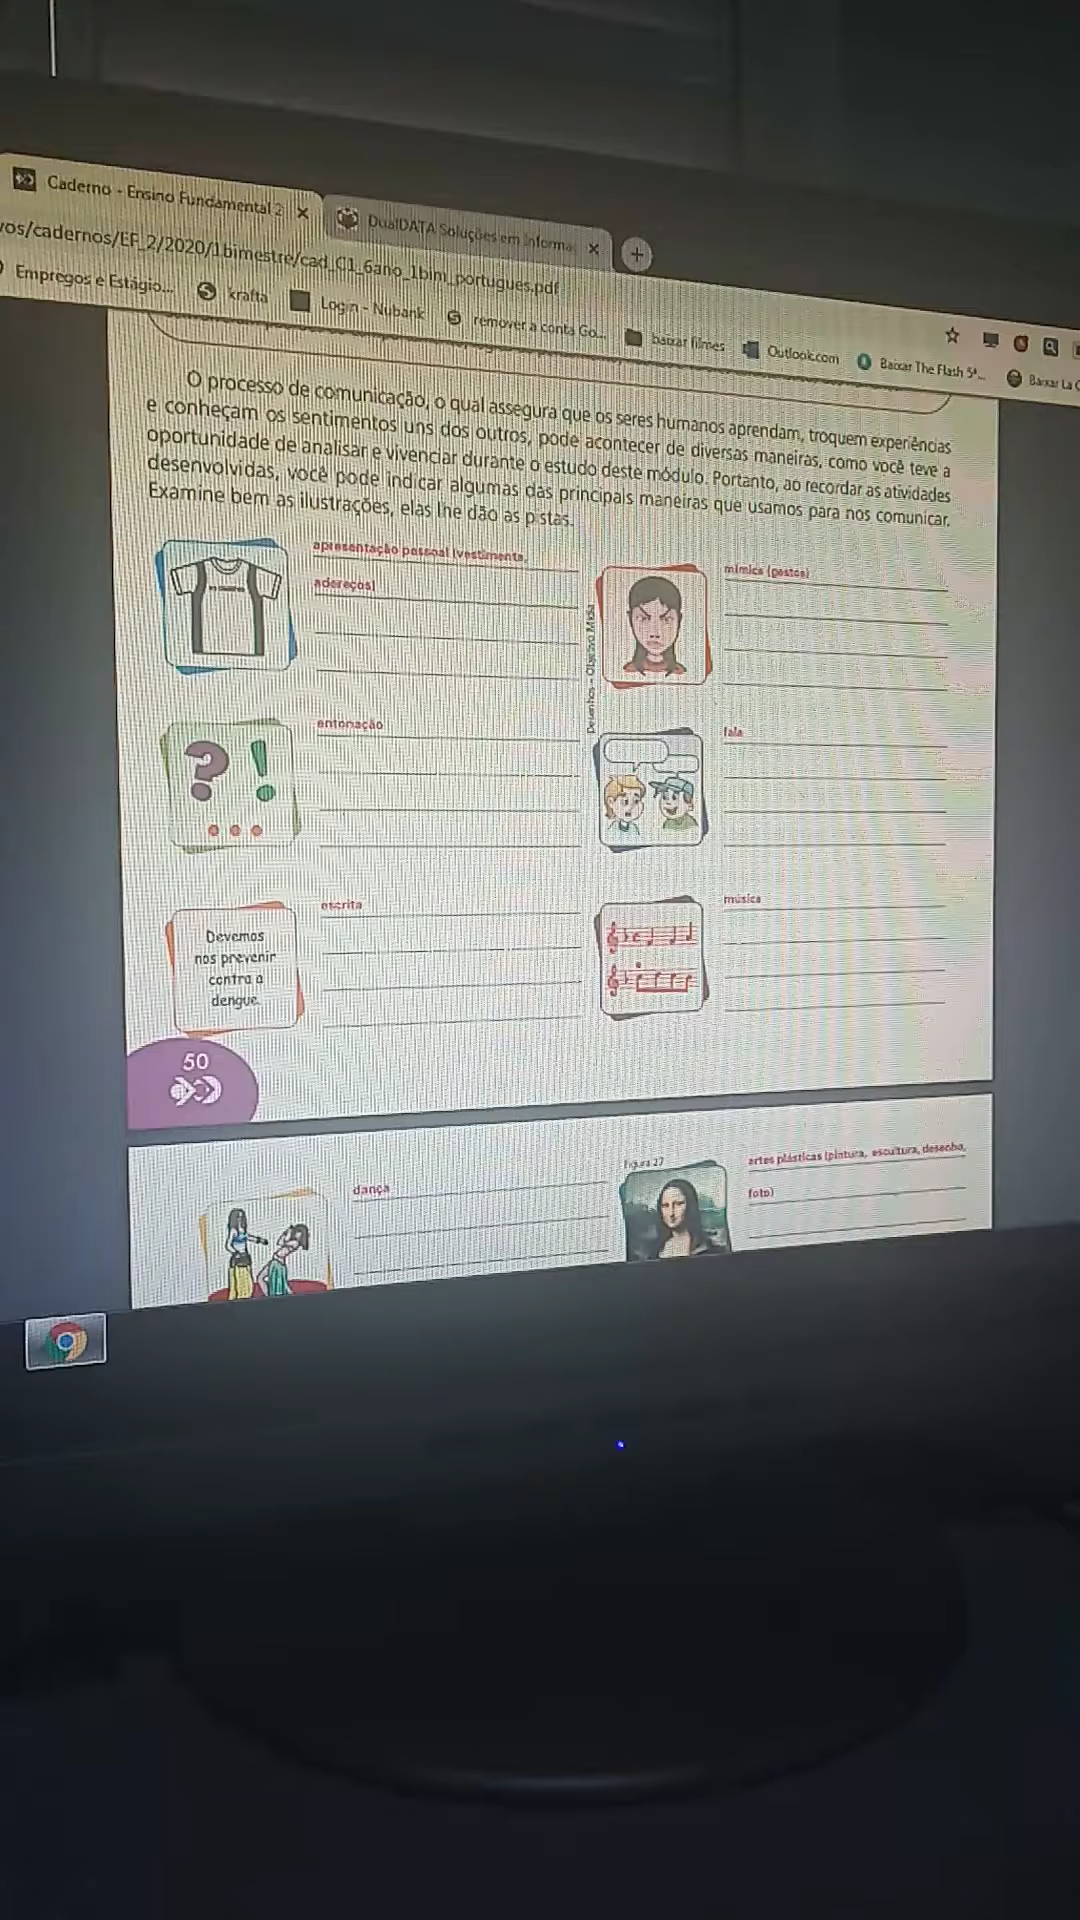 Caderno - Ensino Fundamental 2
DualDATA Soluções em Informa
vos/cadernos/EF_2/2020/1bimestre/cad_C1_6ano_1bim_portugues.pdf
Empregos e Estágio...
krafta
Login - Nubank
remover a conta Go...
baixar filmes
Outlook.com
Baixar The Flash 5ª...
Baixar La C
O processo de comunicação, o qual assegura que os seres humanos aprendam, troquem experiências
e conheçam os sentimentos uns dos outros, pode acontecer de diversas maneiras, como você teve a
oportunidade de analisar e vivenciar durante o estudo deste módulo. Portanto, ao recordar as atividades
desenvolvidas, você pode indicar algumas das principais maneiras que usamos para nos comunicar.
Examine bem as ilustrações, elas lhe dão as pistas.
apresentação pessoal (vestimenta,
adereços)
mímica (gestos)
Desenhos – Objetivo Mídia
entonação
? !
...
fala
escrita
Devemos
nos prevenir
contra a
dengue.
música
50
dança
Figura 27
artes plásticas (pintura, escultura, desenho,
foto)